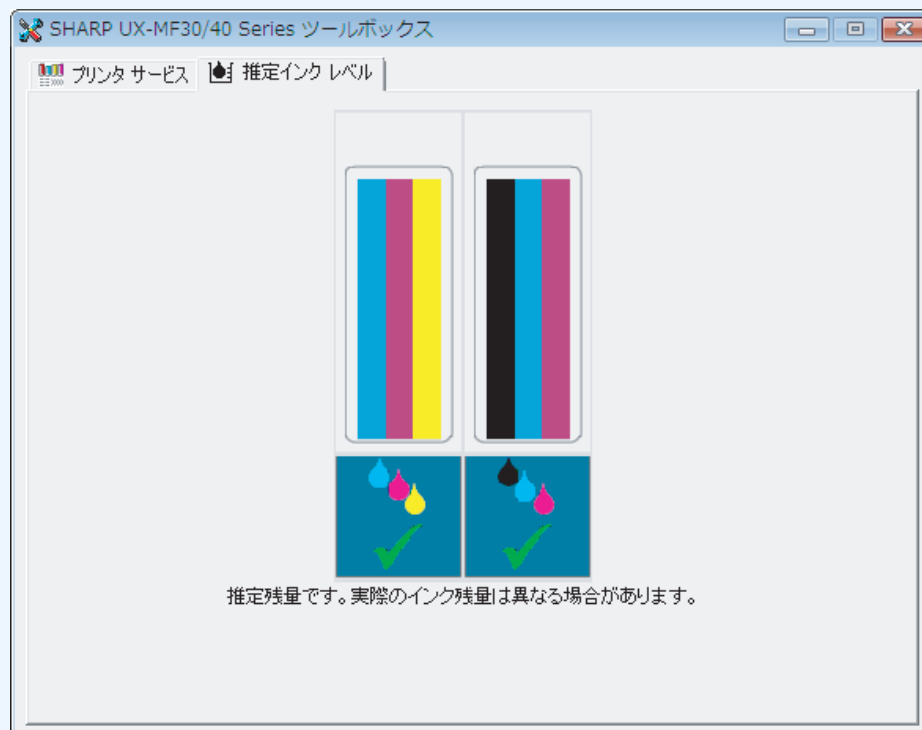 SHARP UX-MF30/40 Series ツールボックス
プリンタ サービス 推定インク レベル
推定残量です。実際のインク残量は異なる場合があります。